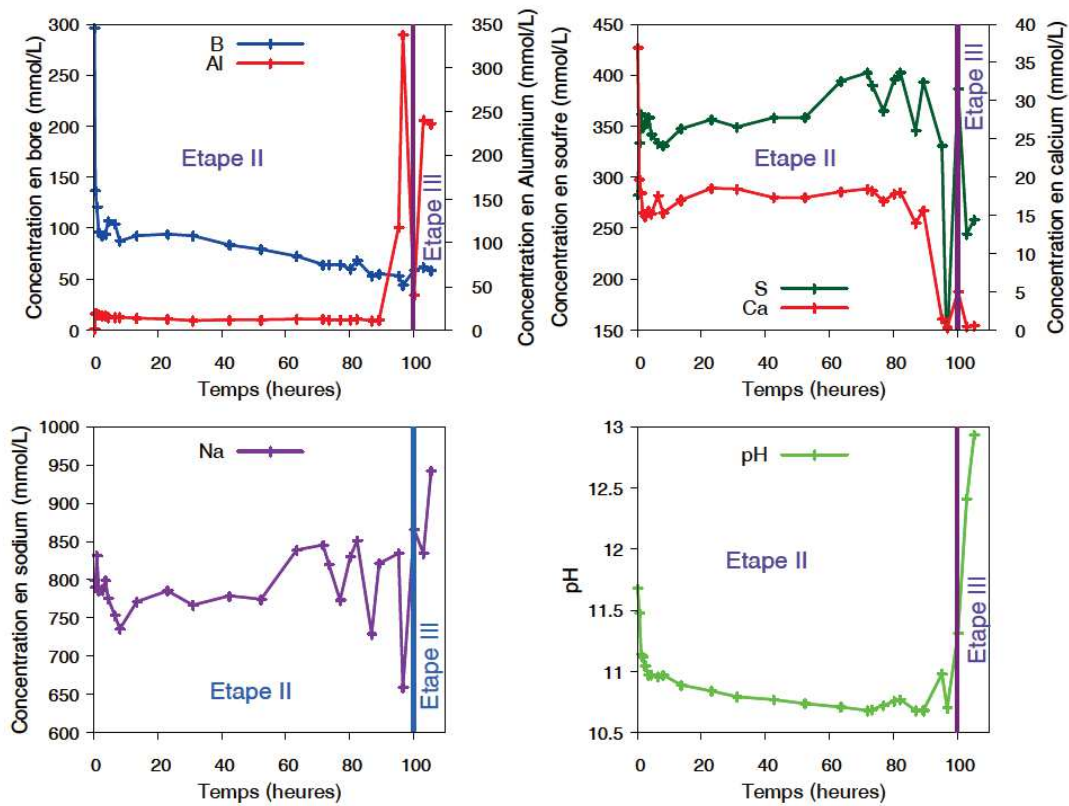 Concentration en bore (mmol/L)
300
250
200
150
100
50
0
B
Al
Etape II
Etape III
350
300
250
200
150
100
50
0
Concentration en Aluminium (mmol/L)
0 20 40 60 80 100
Temps (heures)
Concentration en soufre (mmol/L)
450
400
350
300
250
200
150
Etape II
Etape III
S
Ca
40
35
30
25
20
15
10
5
0
Concentration en calcium (mmol/L)
0 20 40 60 80 100
Temps (heures)
Concentration en sodium (mmol/L)
1000
950
900
850
800
750
700
650
600
Na
Etape II
Etape III
0 20 40 60 80 100
Temps (heures)
pH
13
12.5
12
11.5
11
10.5
pH
Etape II
Etape III
0 20 40 60 80 100
Temps (heures)